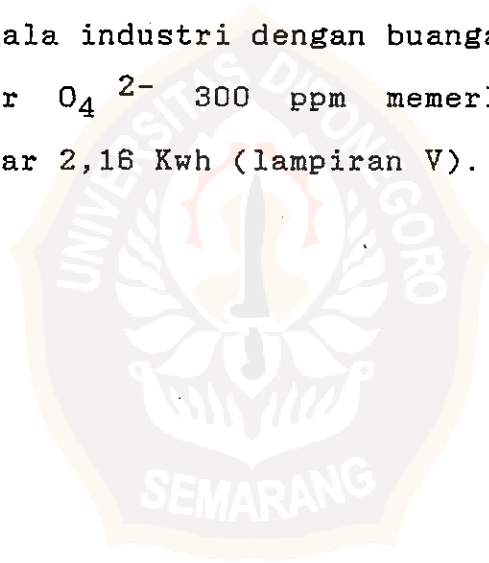 ala industri dengan buanga
r O₄ ²⁻ 300 ppm memer
ar 2,16 Kwh (lampiran V).
UNIVERSITAS DIPONEGORO
SEMARANG